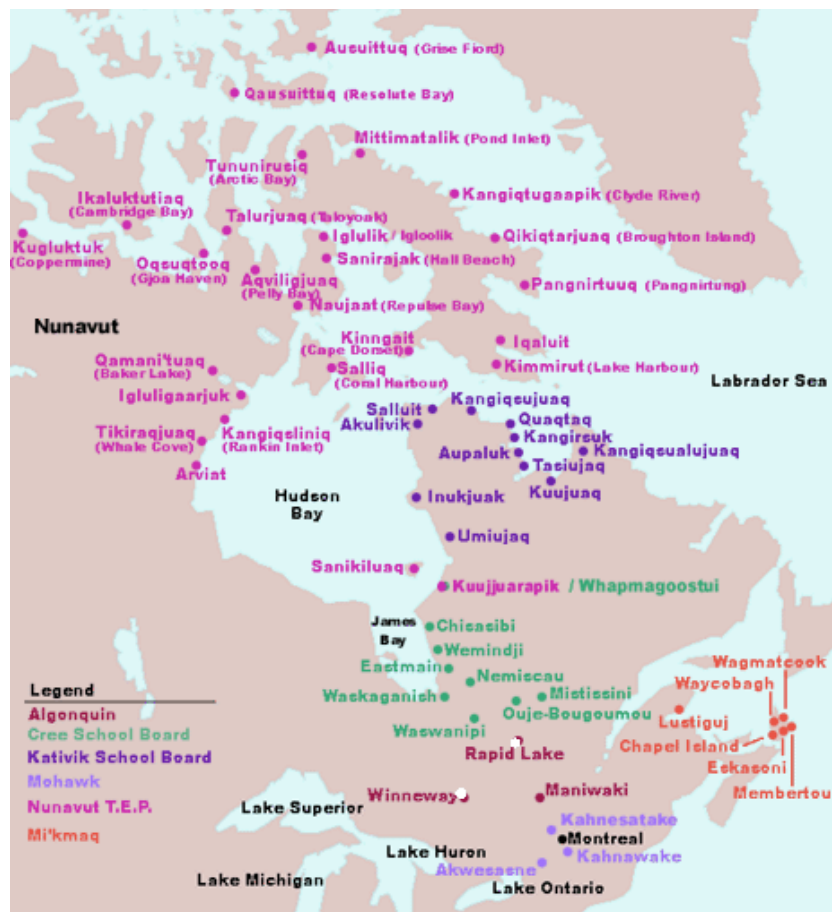 Ausuittuq (Grise Fiord)
Qausuittuq (Resolute Bay)
Mittimatalik (Pond Inlet)
Tununirusiq
(Arctic Bay)
Ikaluktutiaq
(Cambridge Bay)
Kangiqtugaapik (Clyde River)
Talurjuaq (Taloyoak)
Iglulik / Igloolik
Qikiqtarjuaq (Broughton Island)
Kugluktuk
(Coppermine)
Oqsuqtooq
(Gjoa Haven)
Sanirajak (Hall Beach)
Aqviligjuaq
(Pelly Bay)
Pangnirtuuq (Pangnirtung)
Naujaat (Repulse Bay)
Nunavut
Kinngait
(Cape Dorset)
Iqaluit
Qamani'tuaq
(Baker Lake)
Salliq
(Coral Harbour)
Kimmirut (Lake Harbour)
Labrador Sea
Igluligaarjuk
Salluit
Kangiqsujuaq
Akulivik
Quaqtaq
Tikiraqjuaq
(Whale Cove)
Kangiqsliniq
(Rankin Inlet)
Kangirsuk
Aupaluk
Kangiqsualujuaq
Arviat
Tasiujaq
Kuujuaq
Hudson
Bay
Inukjuak
Umiujaq
Sanikiluaq
Kuujjuarapik / Whapmagoostui
James
Bay
Chisasibi
Wemindji
Eastmain
Nemiscau
Waskaganish
Mistissini
Ouje-Bougoumou
Waswanipi
Wagmatcook
Waycobagh
Lustiguj
Chapel Island
Eskasoni
Membertou
Rapid Lake
Winneway
Maniwaki
Kahnesatake
Montreal
Kahnawake
Akwesasne
Lake Superior
Lake Huron
Lake Michigan
Lake Ontario
Legend
Algonquin
Cree School Board
Kativik School Board
Mohawk
Nunavut T.E.P.
Mi'kmaq